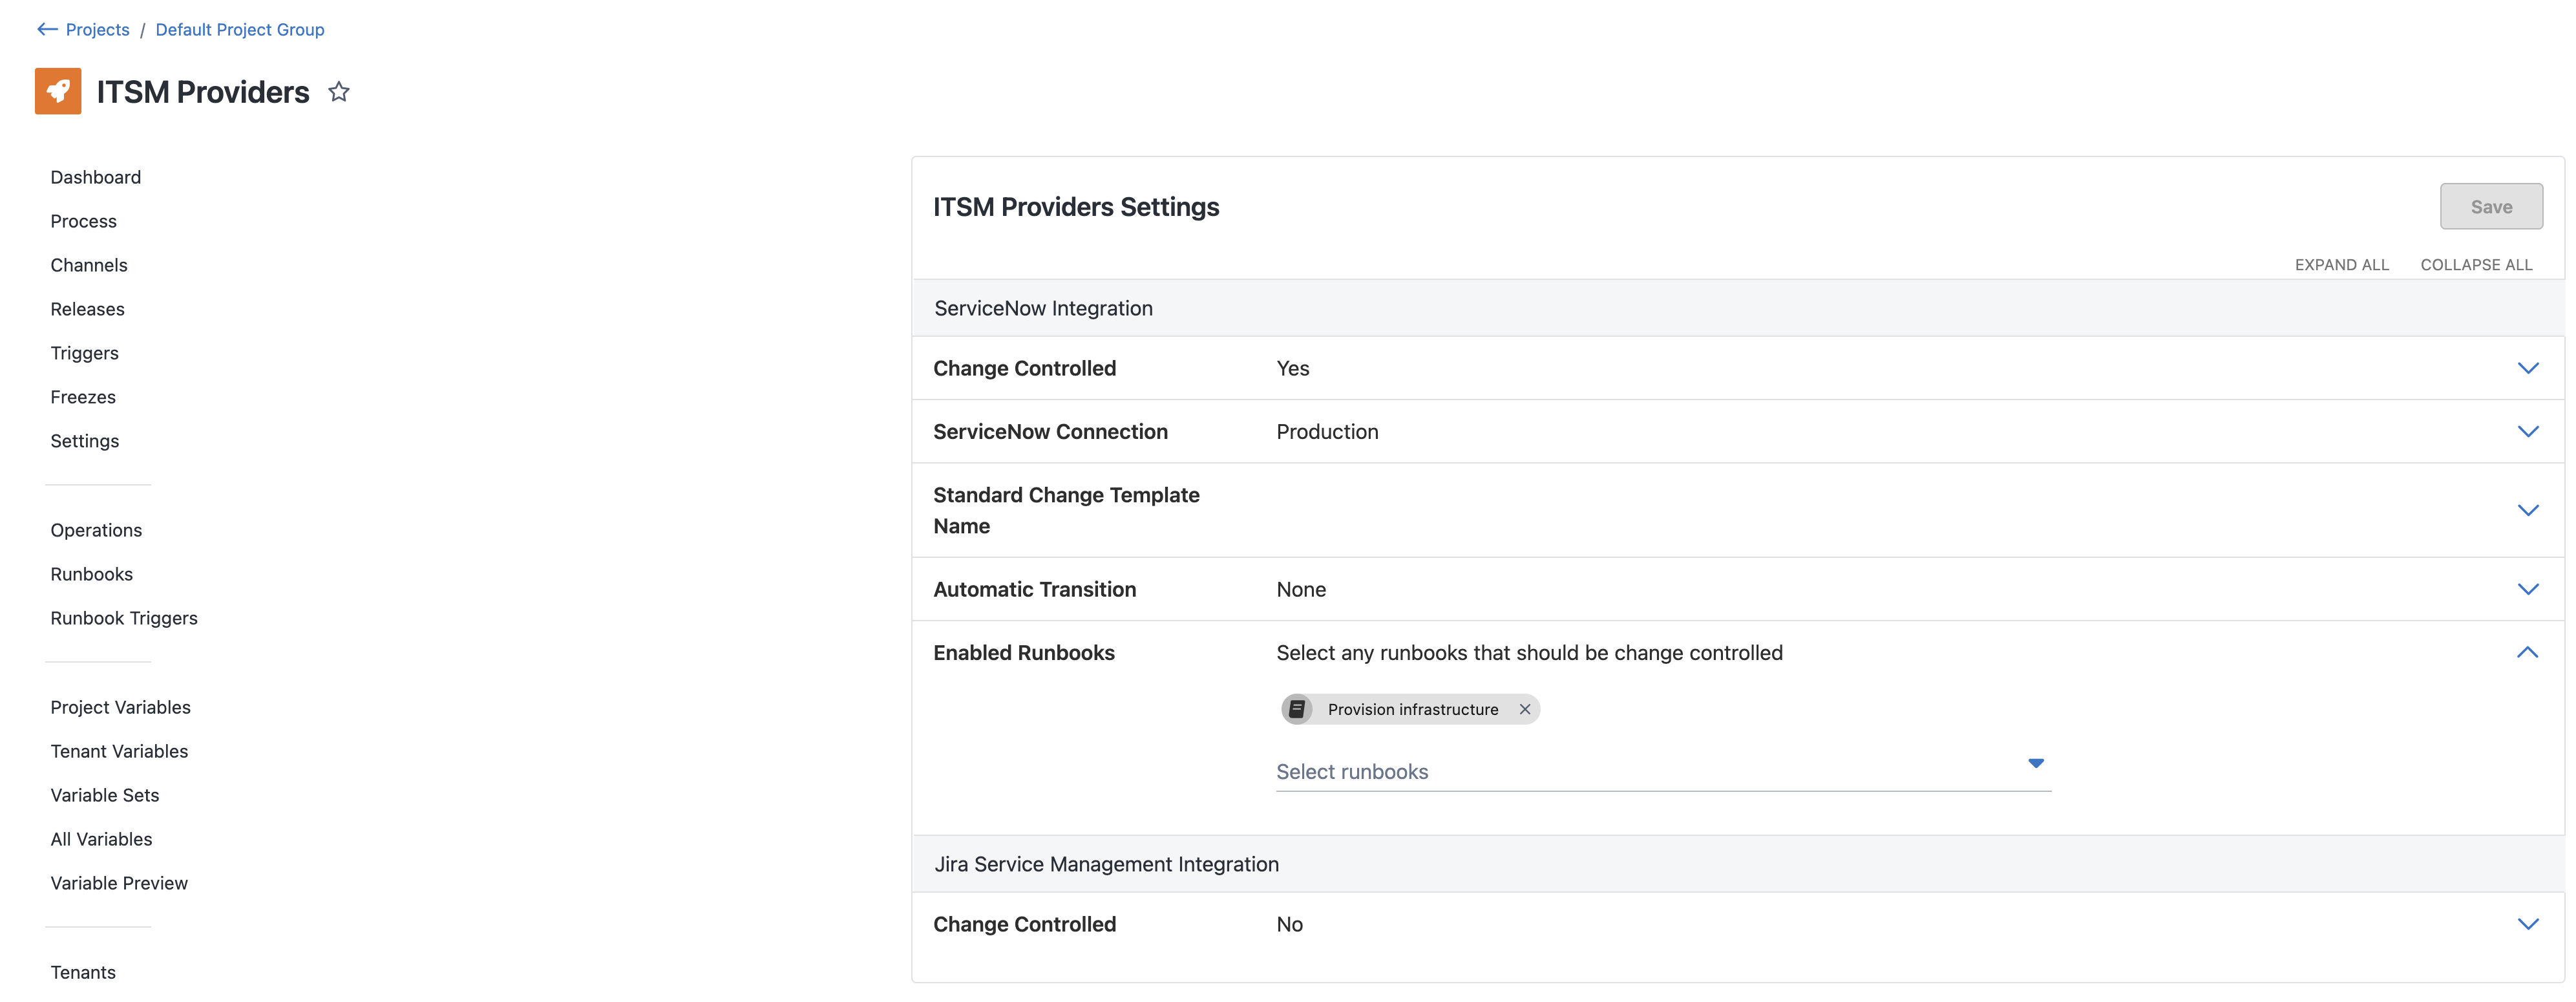 Projects / Default Project Group
ITSM Providers
Dashboard
Process
Channels
Releases
Triggers
Freezes
Settings
Operations
Runbooks
Runbook Triggers
Project Variables
Tenant Variables
Variable Sets
All Variables
Variable Preview
Tenants
ITSM Providers Settings
Save
EXPAND ALL COLLAPSE ALL
ServiceNow Integration
Change Controlled Yes
ServiceNow Connection Production
Standard Change Template
Name
Automatic Transition None
Enabled Runbooks Select any runbooks that should be change controlled
Provision infrastructure
Select runbooks
Jira Service Management Integration
Change Controlled No